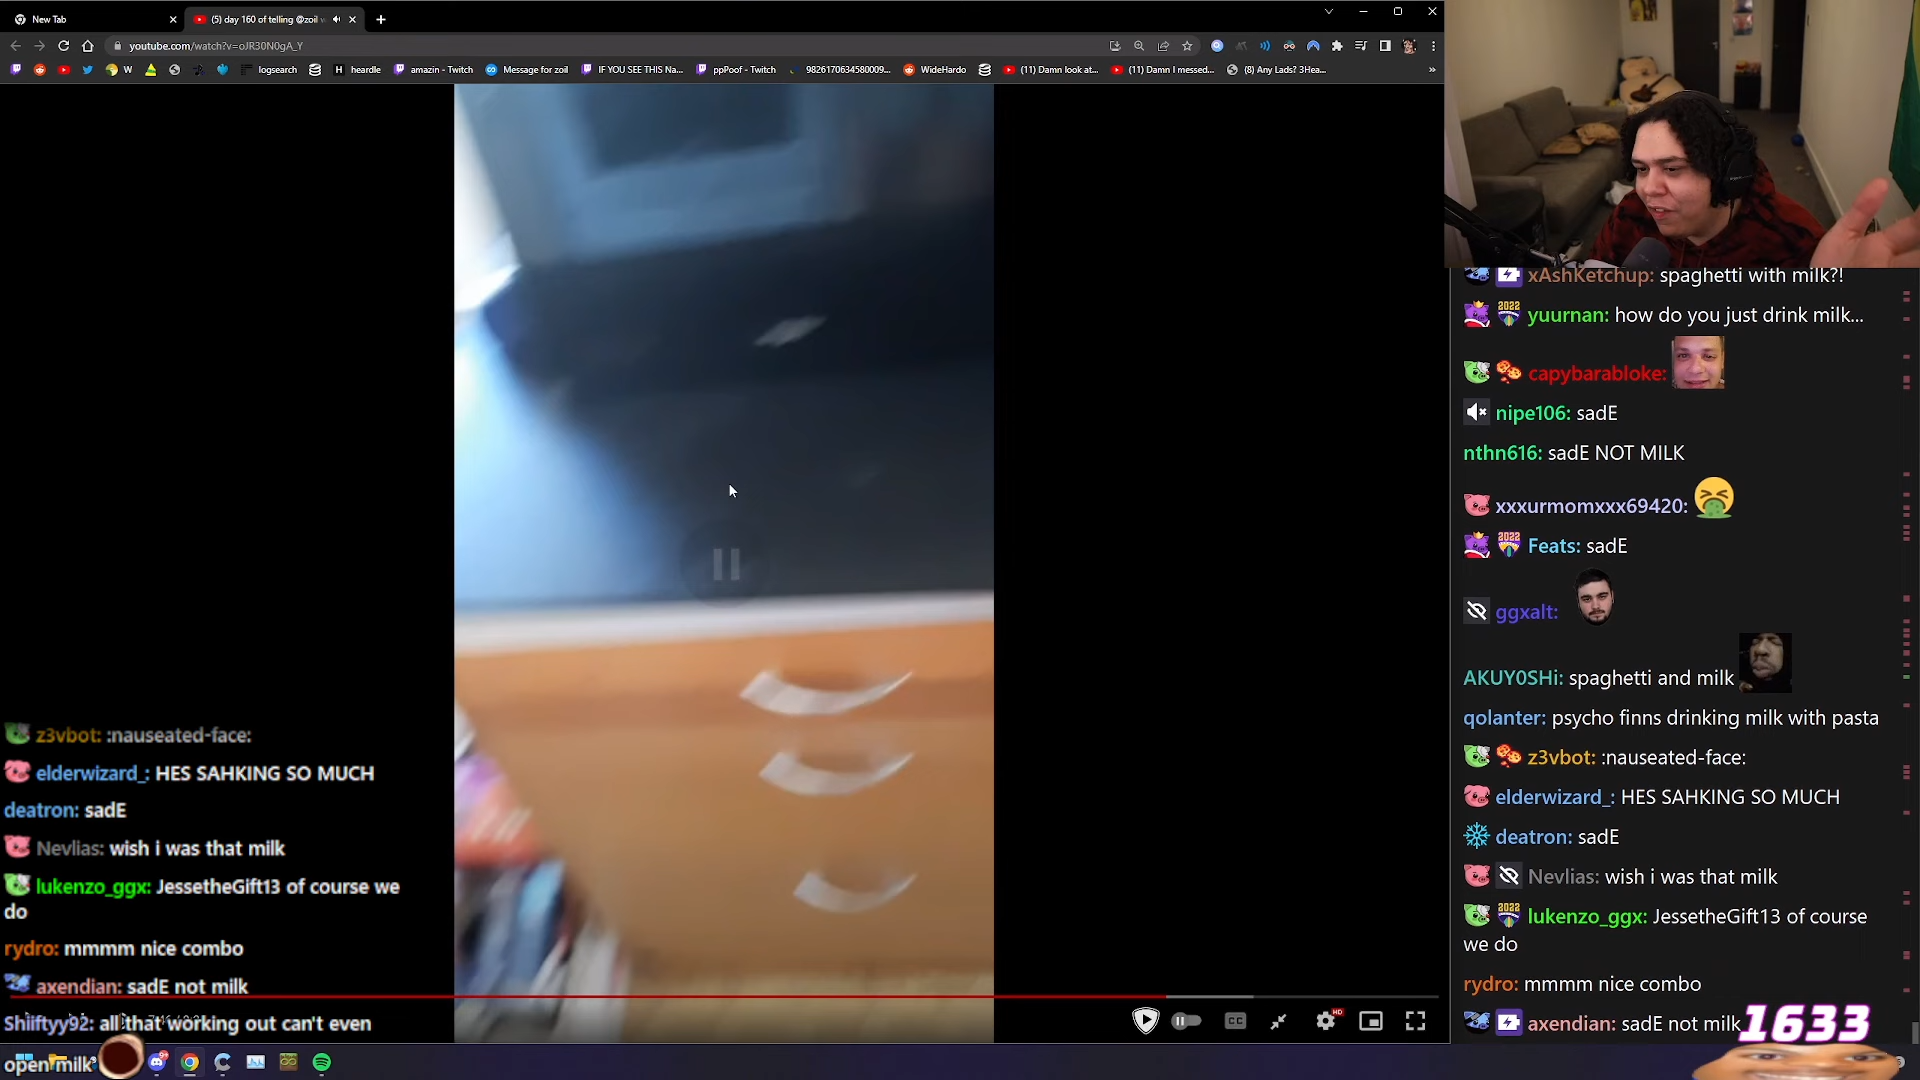 New Tab
(5) day 160 of telling @zoil w
youtube.com/watch?v=oJR30N0gA_Y
W
logsearch
H heardle
amazin - Twitch
Message for zoil
IF YOU SEE THIS Na...
ppPoof - Twitch
9826170634580009...
WideHardo
(11) Damn look at...
(11) Damn I messed...
(8) Any Lads? 3Hea...
»
xAshKetchup: spaghetti with milk?!
yuurnan: how do you just drink milk...
capybarabloke:
nipe106: sadE
nthn616: sadE NOT MILK
xxxurmomxxx69420:
Feats: sadE
ggxalt:
AKUY0SHi: spaghetti and milk
qolanter: psycho finns drinking milk with pasta
z3vbot: :nauseated-face:
elderwizard_: HES SAHKING SO MUCH
deatron: sadE
Nevlias: wish i was that milk
lukenzo_ggx: JessetheGift13 of course
we do
rydro: mmmm nice combo
axendian: sadE not milk
1633
z3vbot: :nauseated-face:
elderwizard_: HES SAHKING SO MUCH
deatron: sadE
Nevlias: wish i was that milk
lukenzo_ggx: JessetheGift13 of course we
do
rydro: mmmm nice combo
axendian: sadE not milk
Shiiftyy92: all that working out can't even
open milk
CC
HD